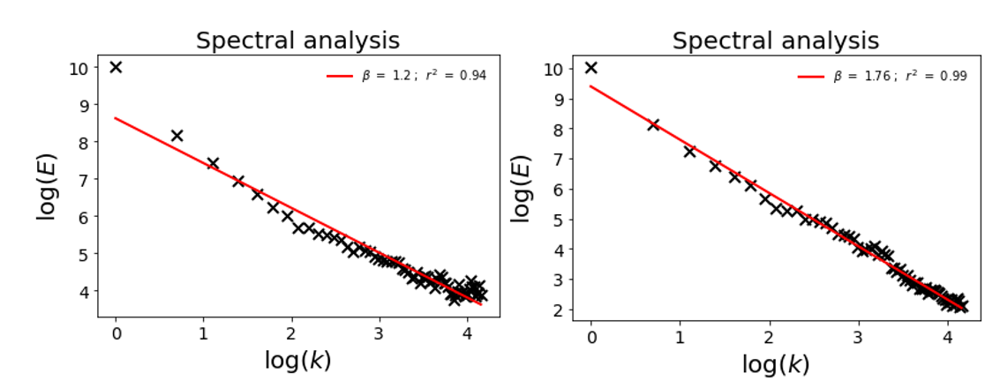 Spectral analysis
β = 1.2 ; r² = 0.94
10
9
8
7
6
5
4
log(E)
0 1 2 3 4
log(k)
Spectral analysis
β = 1.76 ; r² = 0.99
10
9
8
7
6
5
4
3
2
log(E)
0 1 2 3 4
log(k)